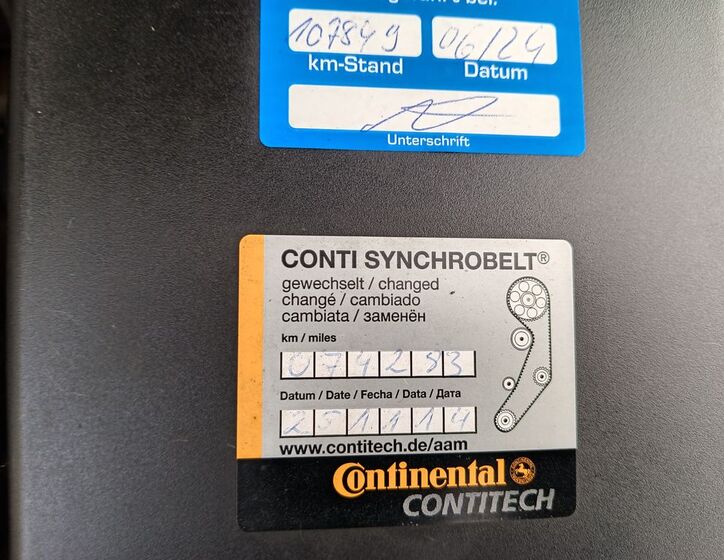 107849 06/24
km-Stand Datum
Unterschrift
CONTI SYNCHROBELT®
gewechselt / changed
changé / cambiado
cambiata / заменён
km / miles
074283
Datum / Date / Fecha / Data / Дата
251114
www.contitech.de/aam
Continental
CONTITECH